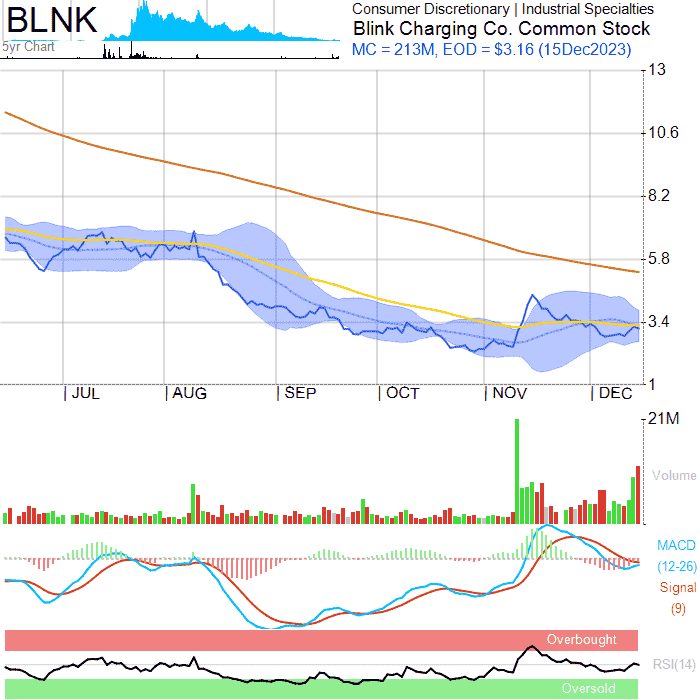 BLNK
5yr Chart
Consumer Discretionary | Industrial Specialties
Blink Charging Co. Common Stock
MC = 213M, EOD = $3.16 (15Dec2023)
13
10.6
8.2
5.8
3.4
1
JUL AUG SEP OCT NOV DEC
21M
Volume
MACD
(12-26)
Signal
(9)
Overbought
RSI(14)
Oversold